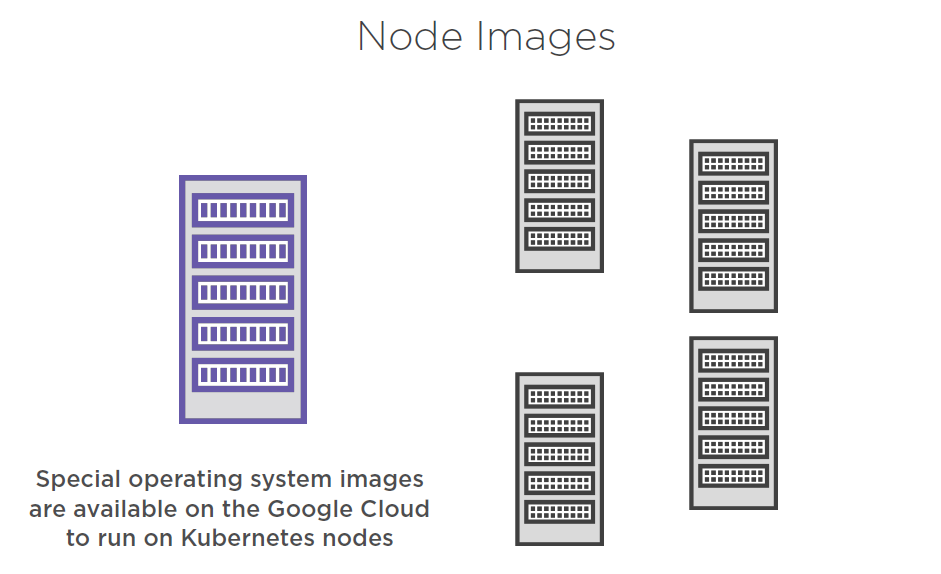 Node Images
Special operating system images
are available on the Google Cloud
to run on Kubernetes nodes